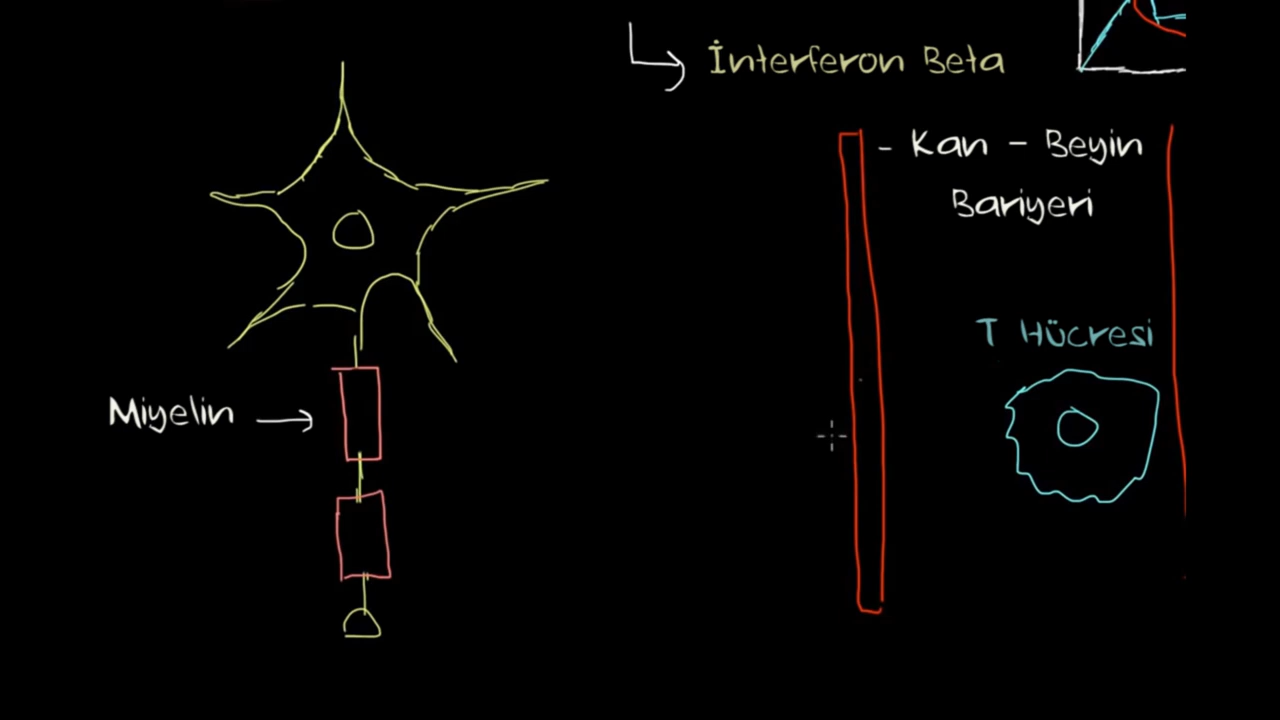 İnterferon Beta
- Kan - Beyin
Bariyeri
T Hücresi
Miyelin